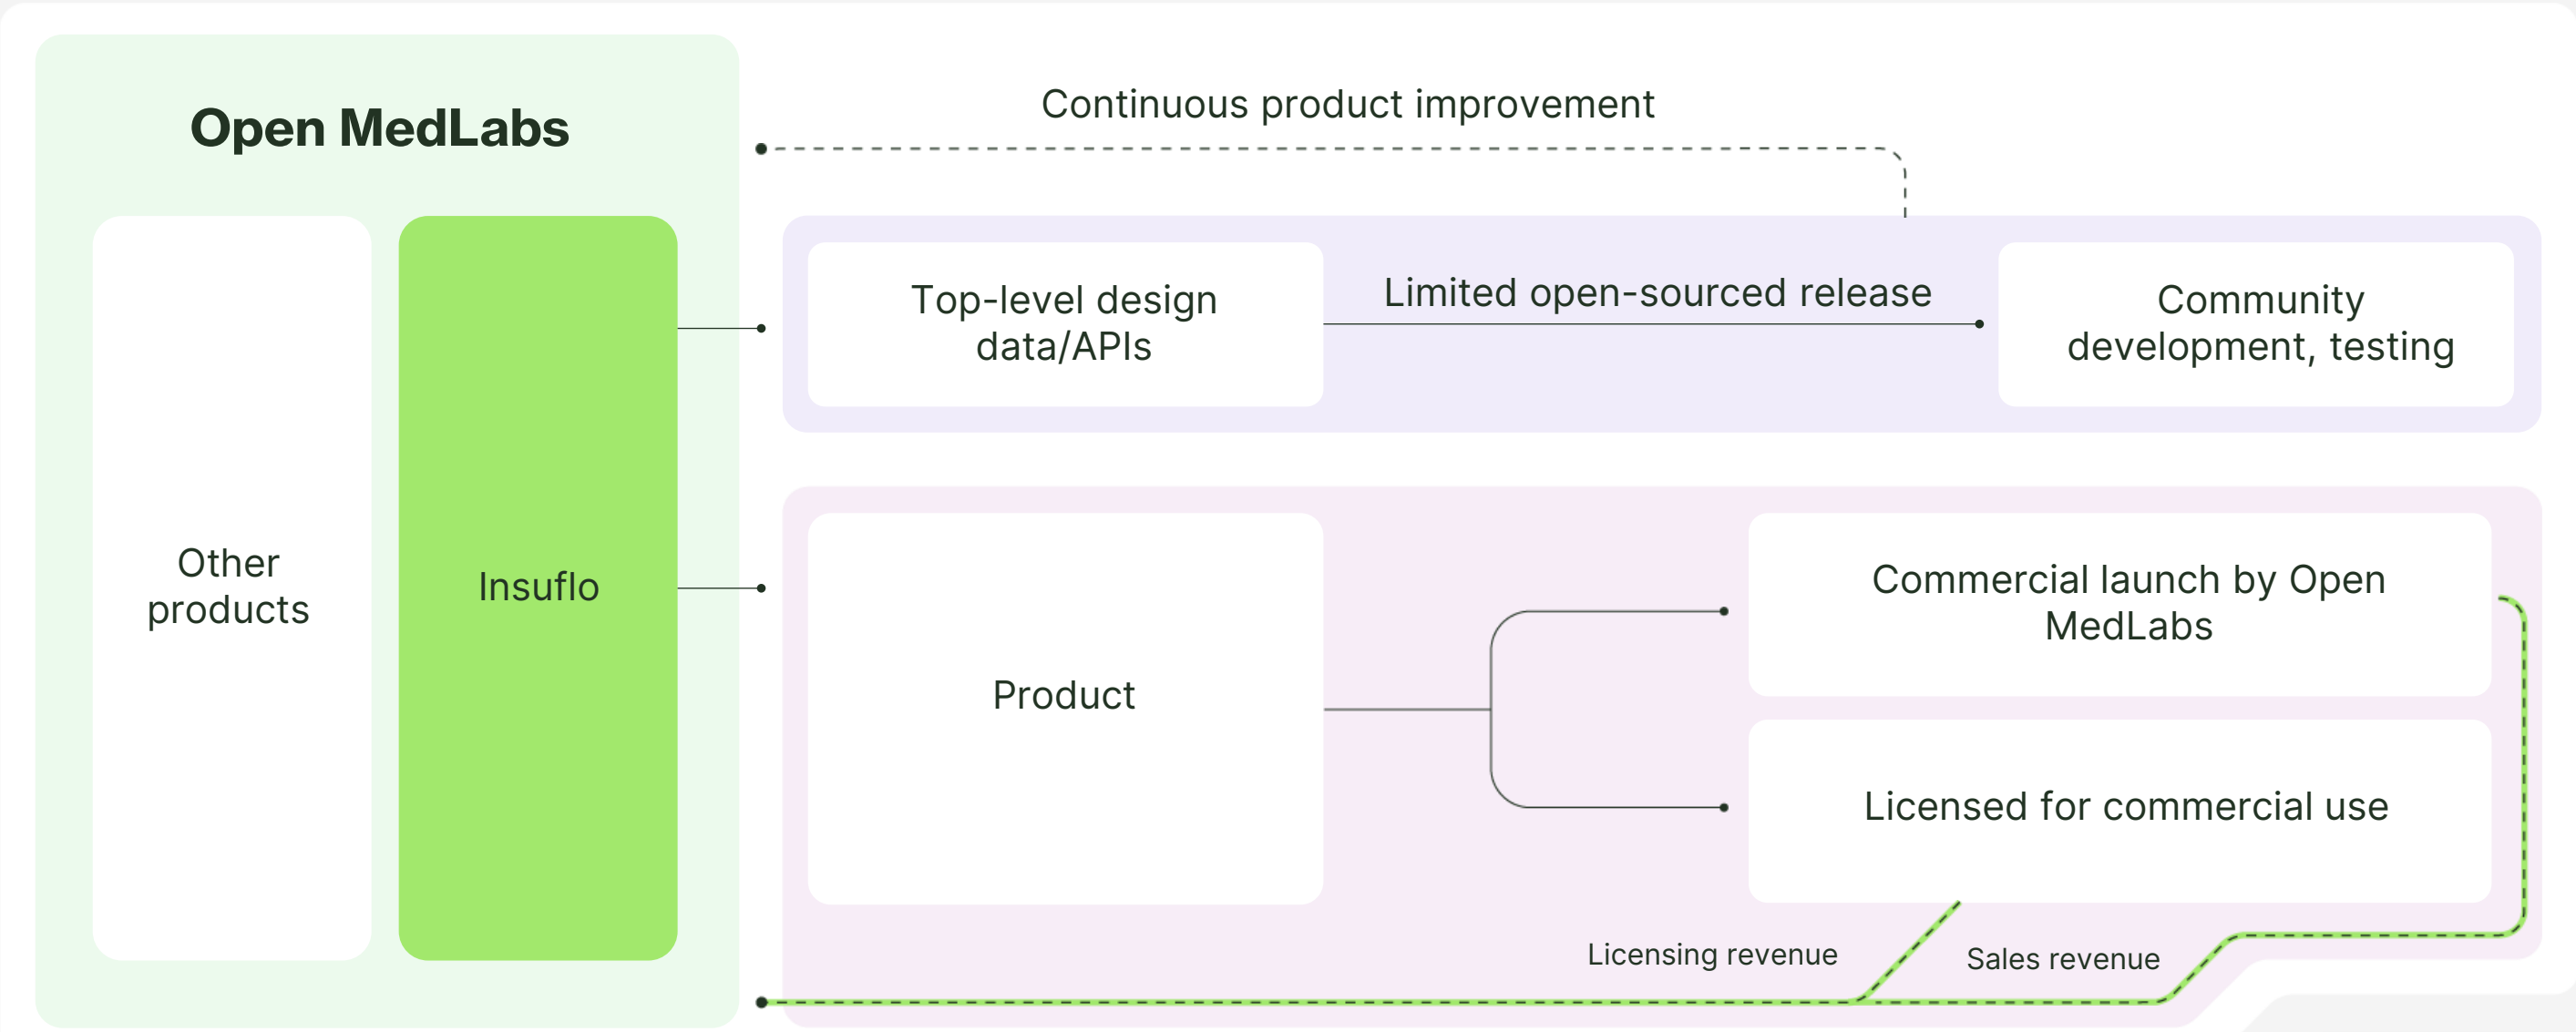 Open MedLabs
Other
products
Insuflo
Continuous product improvement
Top-level design
data/APIs
Limited open-sourced release
Community
development, testing
Product
Commercial launch by Open
MedLabs
Licensed for commercial use
Licensing revenue
Sales revenue